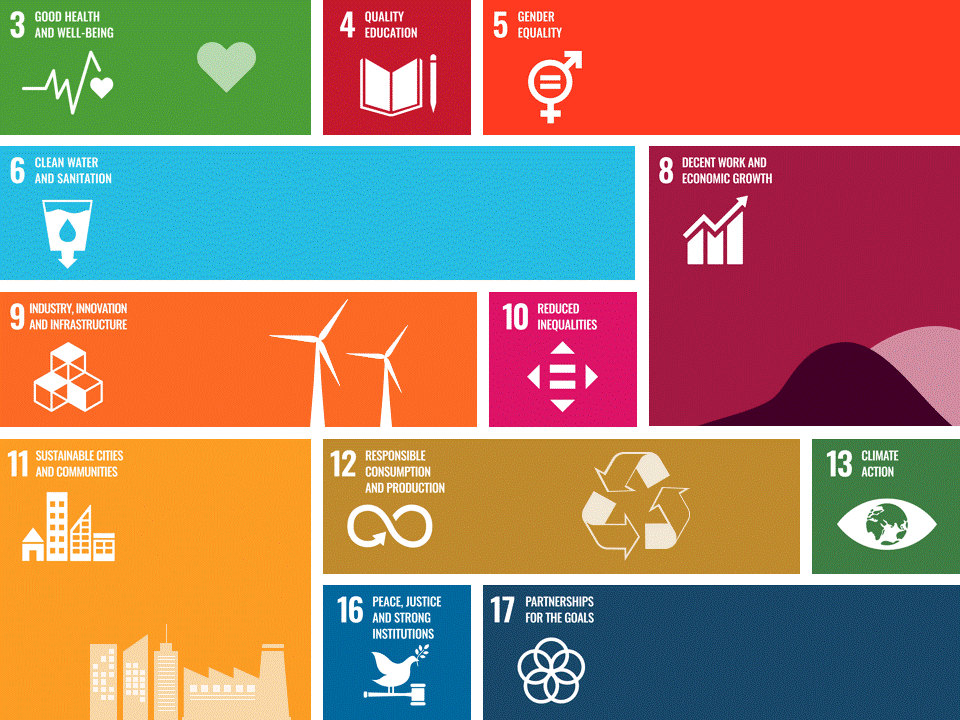 3 GOOD HEALTH
AND WELL-BEING
4 QUALITY
EDUCATION
5 GENDER
EQUALITY
6 CLEAN WATER
AND SANITATION
8 DECENT WORK AND
ECONOMIC GROWTH
9 INDUSTRY, INNOVATION
AND INFRASTRUCTURE
10 REDUCED
INEQUALITIES
11 SUSTAINABLE CITIES
AND COMMUNITIES
12 RESPONSIBLE
CONSUMPTION
AND PRODUCTION
13 CLIMATE
ACTION
16 PEACE, JUSTICE
AND STRONG
INSTITUTIONS
17 PARTNERSHIPS
FOR THE GOALS